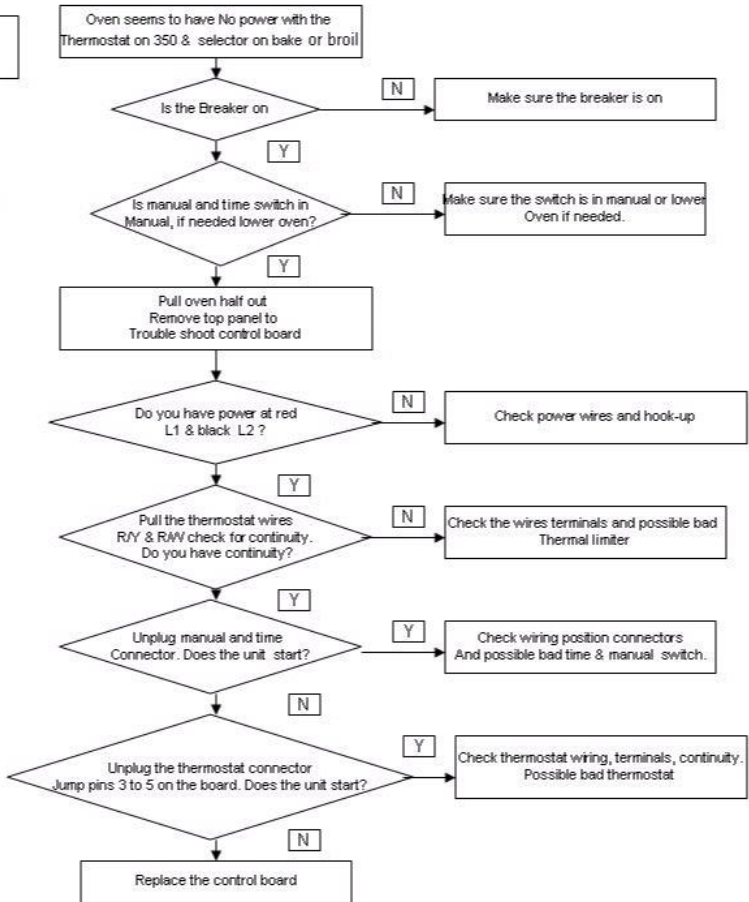 Oven seems to have No power with the
Thermostat on 350 & selector on bake or broil
Is the Breaker on
N
Make sure the breaker is on
Y
Is manual and time switch in
Manual, if needed lower oven?
N
Make sure the switch is in manual or lower
Oven if needed.
Y
Pull oven half out
Remove top panel to
Trouble shoot control board
Do you have power at red
L1 & black L2 ?
N
Check power wires and hook-up
Y
Pull the thermostat wires
R/Y & R/W check for continuity.
Do you have continuity?
N
Check the wires terminals and possible bad
Thermal limiter
Y
Unplug manual and time
Connector. Does the unit start?
Y
Check wiring position connectors
And possible bad time & manual switch.
N
Unplug the thermostat connector
Jump pins 3 to 5 on the board. Does the unit start?
Y
Check thermostat wiring, terminals, continuity.
Possible bad thermostat
N
Replace the control board